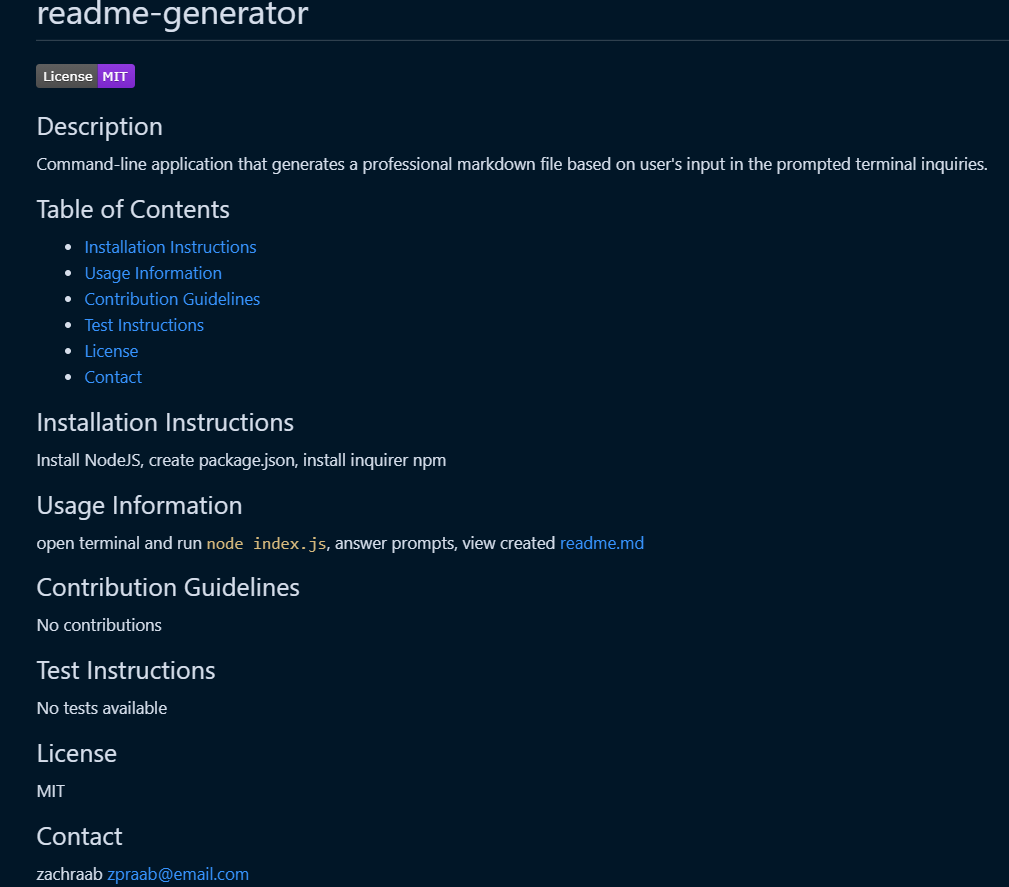 readme-generator
License MIT
Description
Command-line application that generates a professional markdown file based on user's input in the prompted terminal inquiries.
Table of Contents
Installation Instructions
Usage Information
Contribution Guidelines
Test Instructions
License
Contact
Installation Instructions
Install NodeJS, create package.json, install inquirer npm
Usage Information
open terminal and run node index.js, answer prompts, view created readme.md
Contribution Guidelines
No contributions
Test Instructions
No tests available
License
MIT
Contact
zachraab zpraab@email.com